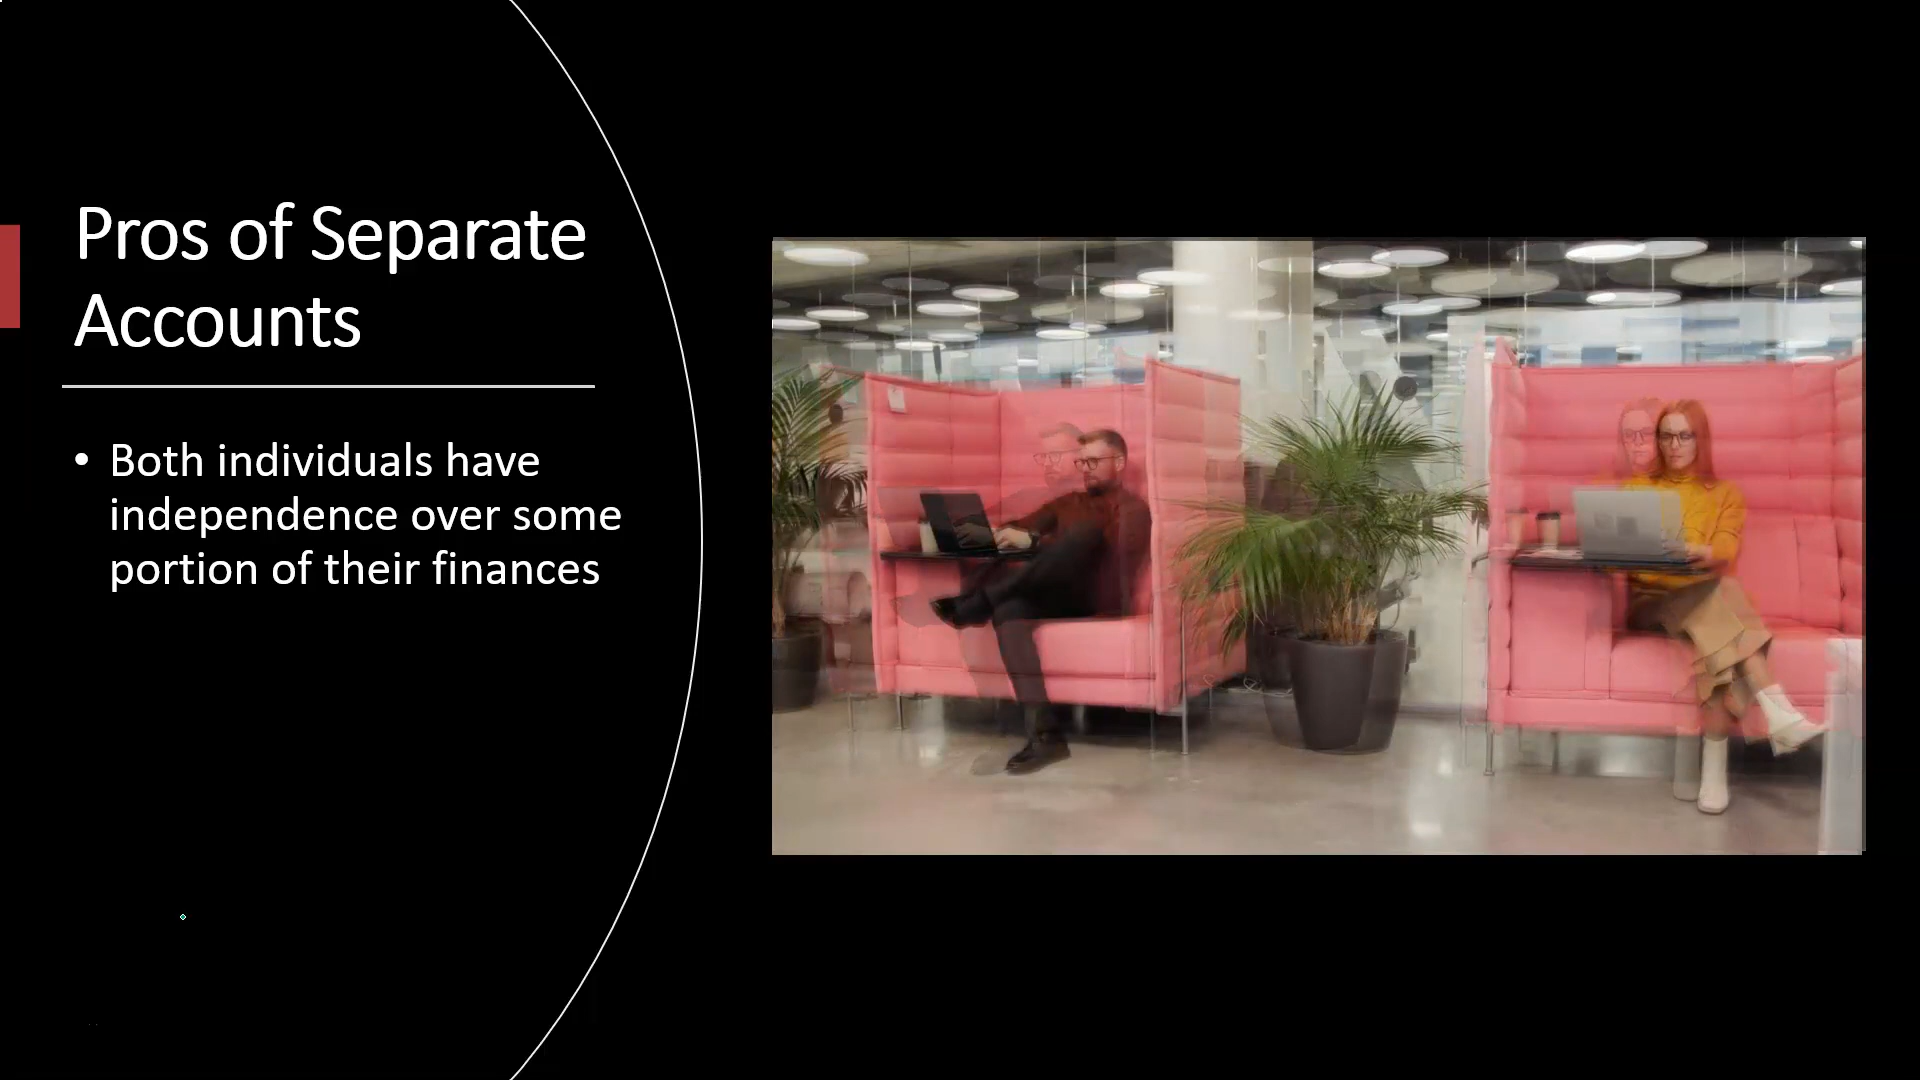 Pros of Separate
Accounts
• Both individuals have
independence over some
portion of their finances